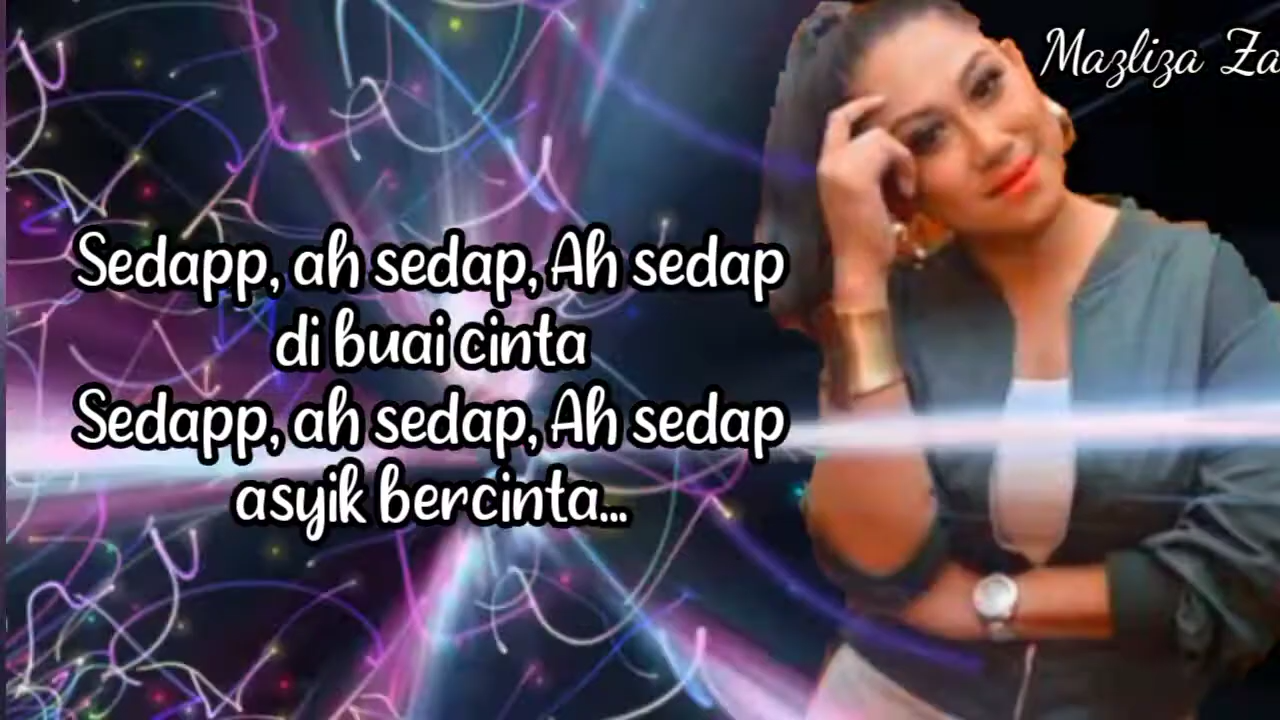 Mazliza Za
Sedapp, ah sedap, Ah sedap
di buai cinta
Sedapp, ah sedap, Ah sedap
asyik bercinta...